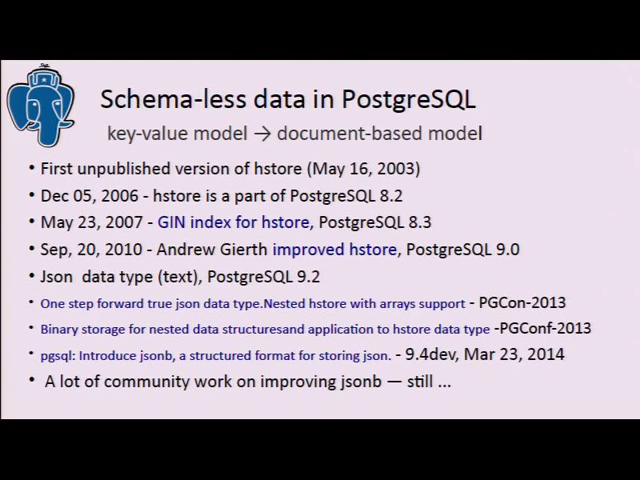 Schema-less data in PostgreSQL
key-value model → document-based model
• First unpublished version of hstore (May 16, 2003)
• Dec 05, 2006 - hstore is a part of PostgreSQL 8.2
• May 23, 2007 - GIN index for hstore, PostgreSQL 8.3
• Sep, 20, 2010 - Andrew Gierth improved hstore, PostgreSQL 9.0
• Json data type (text), PostgreSQL 9.2
• One step forward true json data type.Nested hstore with arrays support - PGCon-2013
• Binary storage for nested data structuresand application to hstore data type -PGConf-2013
• pgsql: Introduce jsonb, a structured format for storing json. - 9.4dev, Mar 23, 2014
• A lot of community work on improving jsonb — still ...